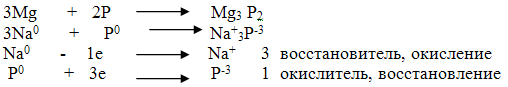 3Mg + 2P ⟶ Mg₃ P₂
3Na⁰ + P⁰ ⟶ Na⁺₃P⁻³
Na⁰ - 1e ⟶ Na⁺ 3 восстановитель, окисление
P⁰ + 3e ⟶ P⁻³ 1 окислитель, восстановление